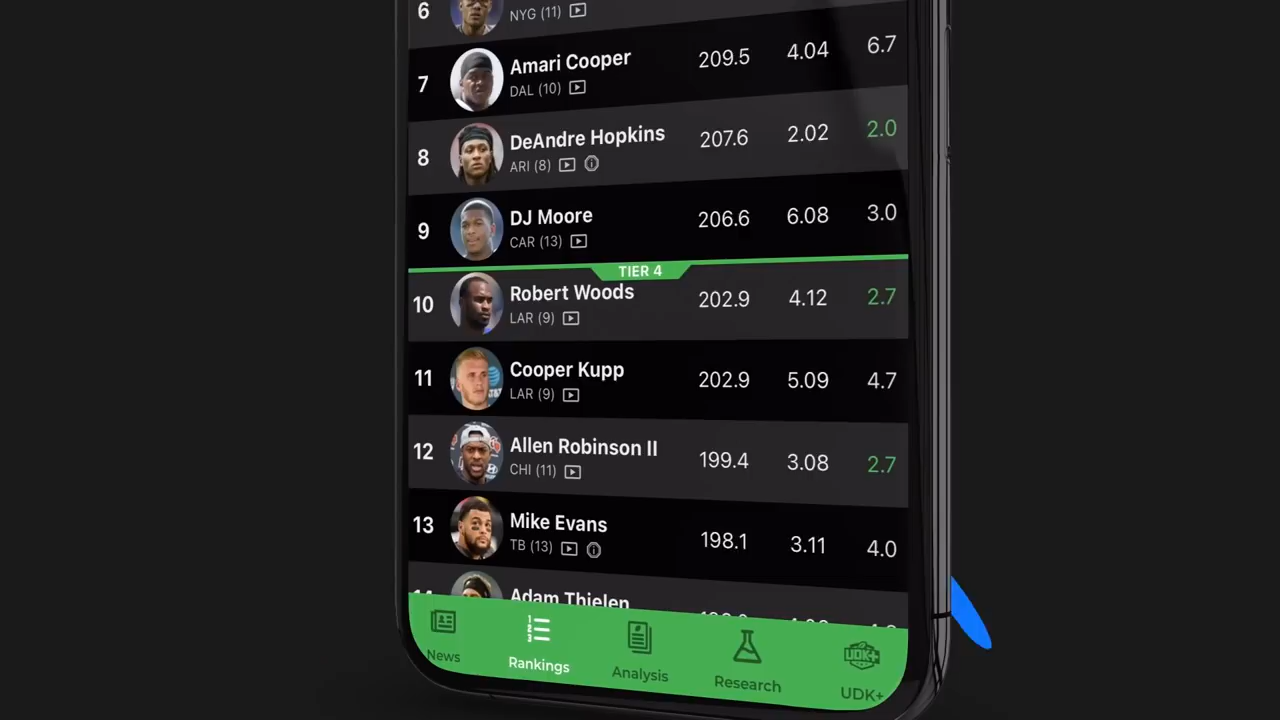 6
NYG (11)
7 Amari Cooper 209.5 4.04 6.7
DAL (10)
8 DeAndre Hopkins 207.6 2.02 2.0
ARI (8)
9 DJ Moore 206.6 6.08 3.0
CAR (13)
TIER 4
10 Robert Woods 202.9 4.12 2.7
LAR (9)
11 Cooper Kupp 202.9 5.09 4.7
LAR (9)
12 Allen Robinson II 199.4 3.08 2.7
CHI (11)
13 Mike Evans 198.1 3.11 4.0
TB (13)
Adam Thielen
News Rankings Analysis Research UDK+